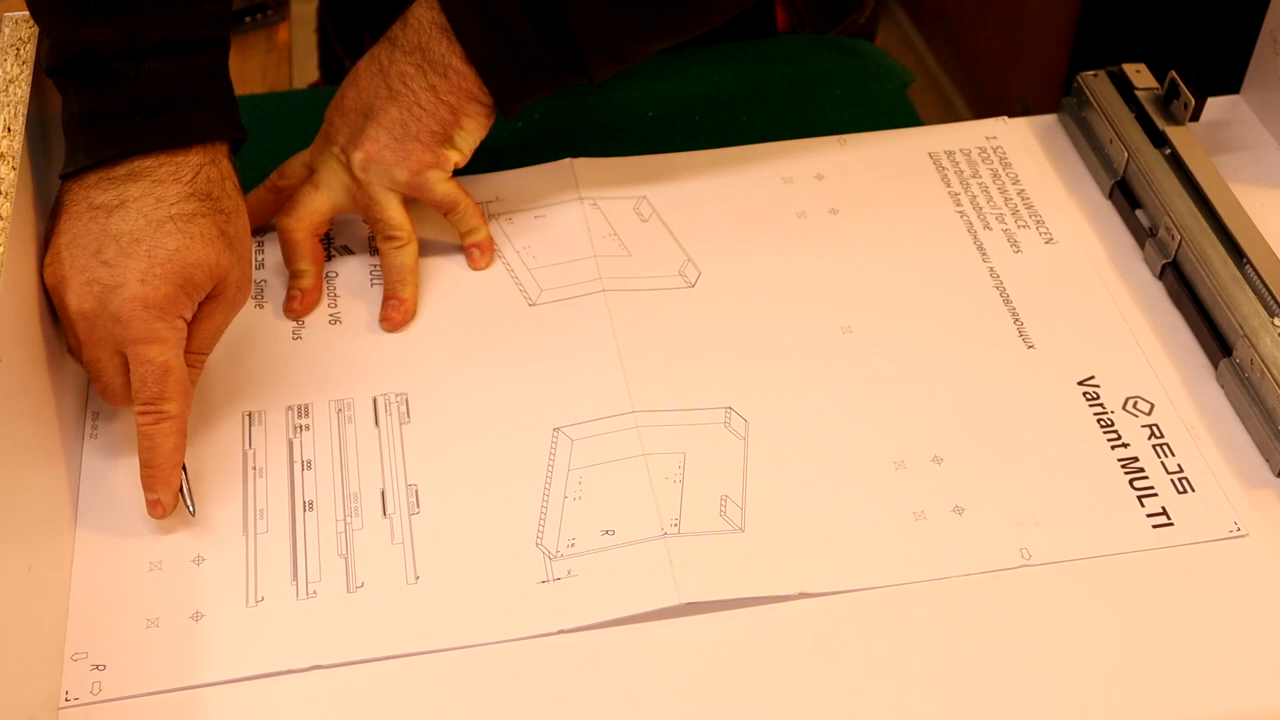 1. SZABLON NAWIERCEŃ
POD PROWADNICE
Drilling stencil for slides
Bohrbildschablone
Шаблон для установки направляющих
REJS
Variant MULTI
REJS FULL
Quadro V6
Plus
REJS Single
L
R
x
R